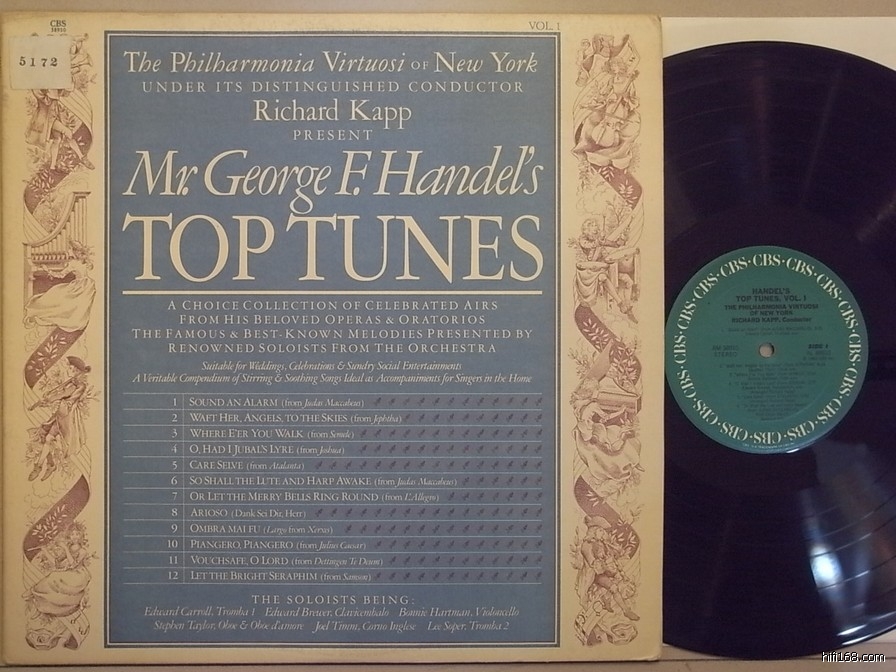 CBS
VOL. 1
5172
The Philharmonia Virtuosi OF New York
UNDER ITS DISTINGUISHED CONDUCTOR
Richard Kapp
PRESENT
Mr. George F. Handel's
TOP TUNES
A CHOICE COLLECTION OF CELEBRATED AIRS
FROM HIS BELOVED OPERAS & ORATORIOS
THE FAMOUS & BEST-KNOWN MELODIES PRESENTED BY
RENOWNED SOLOISTS FROM THE ORCHESTRA
Suitable for Weddings, Celebrations & Sundry Social Entertainments
A Veritable Compendium of Stirring & Soothing Songs Ideal as Accompaniments for Singers in the Home
1 SOUND AN ALARM (from Judas Maccabeus)
2 WAFT HER, ANGELS, TO THE SKIES (from Jephtha)
3 WHERE E'ER YOU WALK (from Semele)
4 O, HAD I JUBAL'S LYRE (from Joshua)
5 CARE SELVE (from Atalanta)
6 SO SHALL THE LUTE AND HARP AWAKE (from Judas Maccabeus)
7 OR LET THE MERRY BELLS RING ROUND (from L'Allegro)
8 ARIOSO (Dank Sei Dir, Herr)
9 OMBRA MAI FU (Largo from Xerxes)
10 PIANGERO, PIANGERO (from Julius Caesar)
11 VOUCHSAFE, O LORD (from Dettingen Te Deum)
12 LET THE BRIGHT SERAPHIM (from Samson)
THE SOLOISTS BEING:
Edward Carroll, Tromba 1 Edward Brewer, Clavicembalo Bonnie Hartman, Violoncello
Stephen Taylor, Oboe & Oboe d'amore Joel Timm, Corno Inglese Lee Soper, Tromba 2
CBS·CBS·CBS·CBS·CBS·CBS·CBS·CBS
HANDEL'S
TOP TUNES, VOL. I
THE PHILHARMONIA VIRTUOSI
OF NEW YORK
RICHARD KAPP, Conductor
STEREO
SIDE 1
hifi168.com